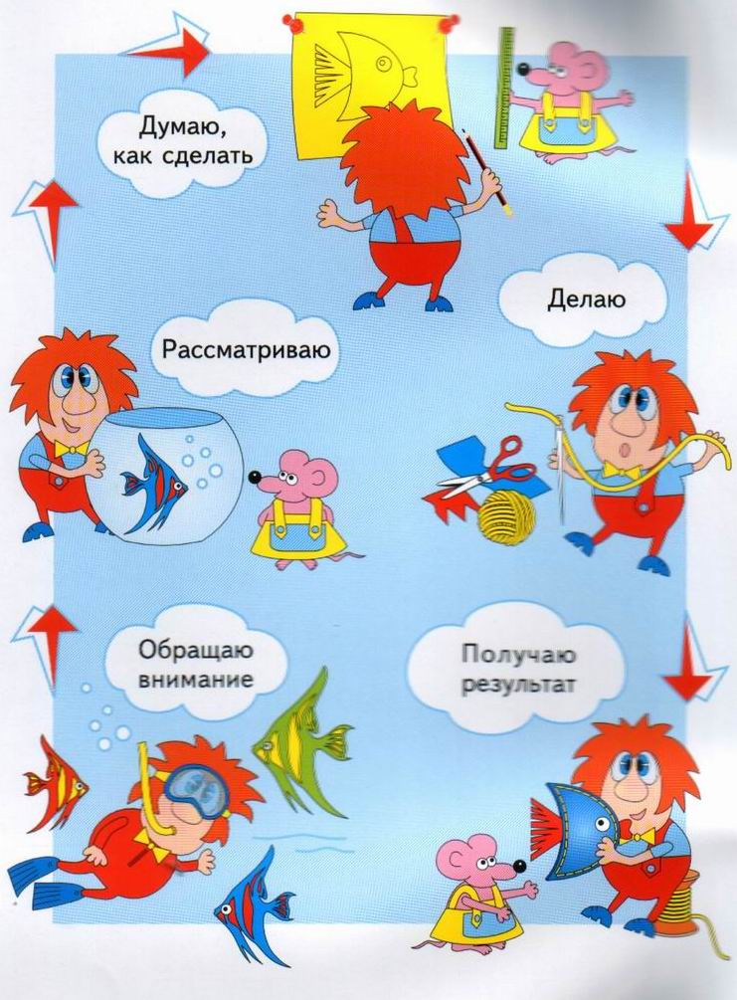 Думаю,
как сделать
Делаю
Рассматриваю
Обращаю
внимание
Получаю
результат